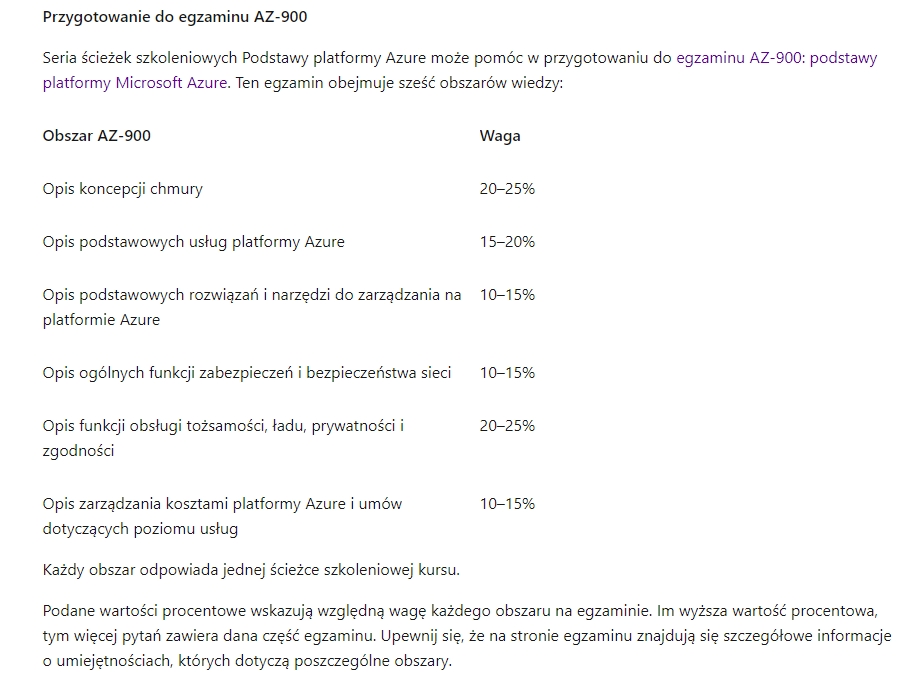 Przygotowanie do egzaminu AZ-900
Seria ścieżek szkoleniowych Podstawy platformy Azure może pomóc w przygotowaniu do egzaminu AZ-900: podstawy
platformy Microsoft Azure. Ten egzamin obejmuje sześć obszarów wiedzy:
Obszar AZ-900 Waga
Opis koncepcji chmury 20–25%
Opis podstawowych usług platformy Azure 15–20%
Opis podstawowych rozwiązań i narzędzi do zarządzania na 10–15%
platformie Azure
Opis ogólnych funkcji zabezpieczeń i bezpieczeństwa sieci 10–15%
Opis funkcji obsługi tożsamości, ładu, prywatności i 20–25%
zgodności
Opis zarządzania kosztami platformy Azure i umów 10–15%
dotyczących poziomu usług
Każdy obszar odpowiada jednej ścieżce szkoleniowej kursu.
Podane wartości procentowe wskazują względną wagę każdego obszaru na egzaminie. Im wyższa wartość procentowa,
tym więcej pytań zawiera dana część egzaminu. Upewnij się, że na stronie egzaminu znajdują się szczegółowe informacje
o umiejętnościach, których dotyczą poszczególne obszary.